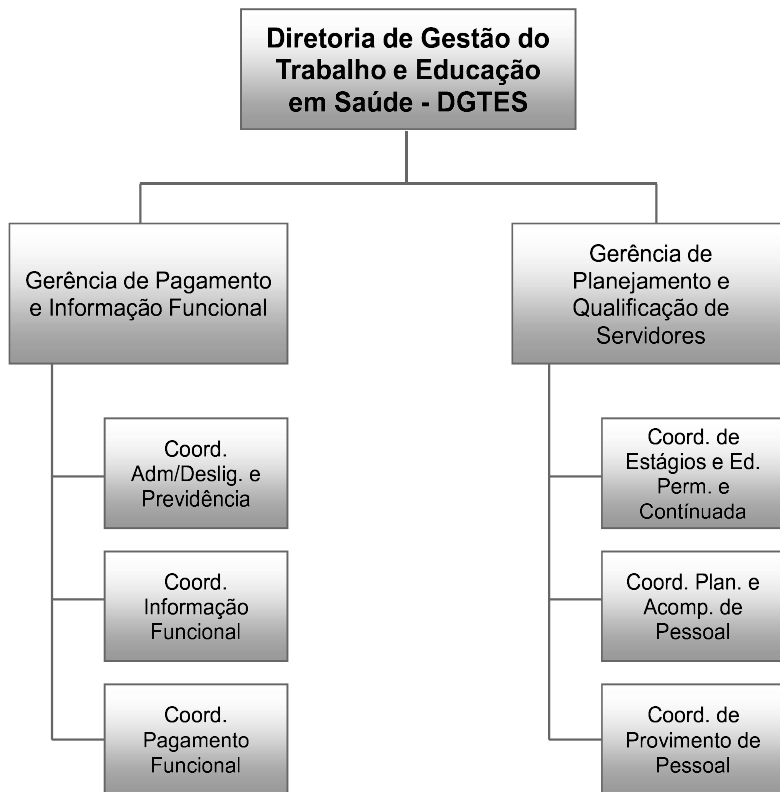 Diretoria de Gestão do
Trabalho e Educação
em Saúde - DGTES
Gerência de Pagamento
e Informação Funcional
Gerência de
Planejamento e
Qualificação de
Servidores
Coord.
Adm/Deslig. e
Previdência
Coord.
Informação
Funcional
Coord.
Pagamento
Funcional
Coord. de
Estágios e Ed.
Perm. e
Contínuada
Coord. Plan. e
Acomp. de
Pessoal
Coord. de
Provimento de
Pessoal